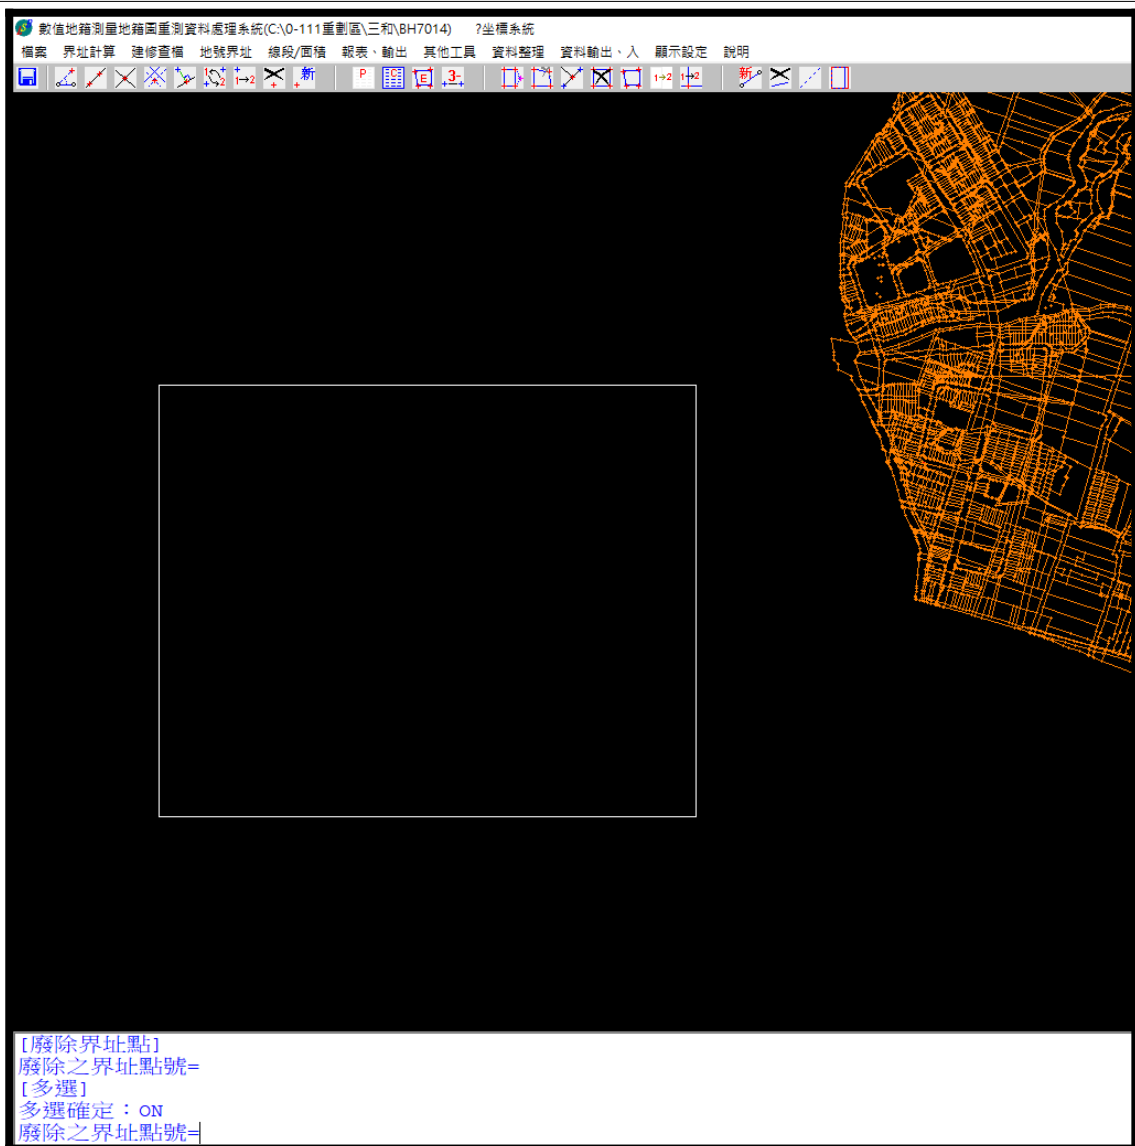 數值地籍測量地籍圖重測資料處理系統(C:\0-111重劃區\三和\BH7014) ?坐標系統
檔案 界址計算 建修查檔 地號界址 線段/面積 報表、輸出 其他工具 資料整理 資料輸出、入 顯示設定 說明
1→2 新 P C E 3- 1→2 1→2 新
[廢除界址點]
廢除之界址點號=
[多選]
多選確定：ON
廢除之界址點號=